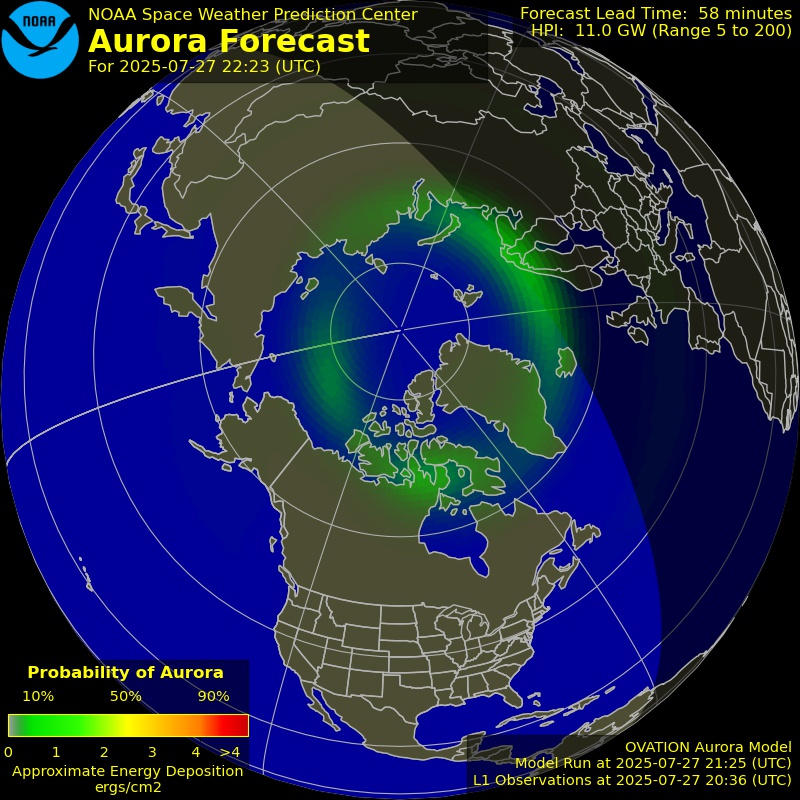 NOAA
NOAA Space Weather Prediction Center
Aurora Forecast
For 2025-07-27 22:23 (UTC)
Forecast Lead Time: 58 minutes
HPI: 11.0 GW (Range 5 to 200)
Probability of Aurora
10% 50% 90%
0 1 2 3 4 >4
Approximate Energy Deposition
ergs/cm2
OVATION Aurora Model
Model Run at 2025-07-27 21:25 (UTC)
L1 Observations at 2025-07-27 20:36 (UTC)